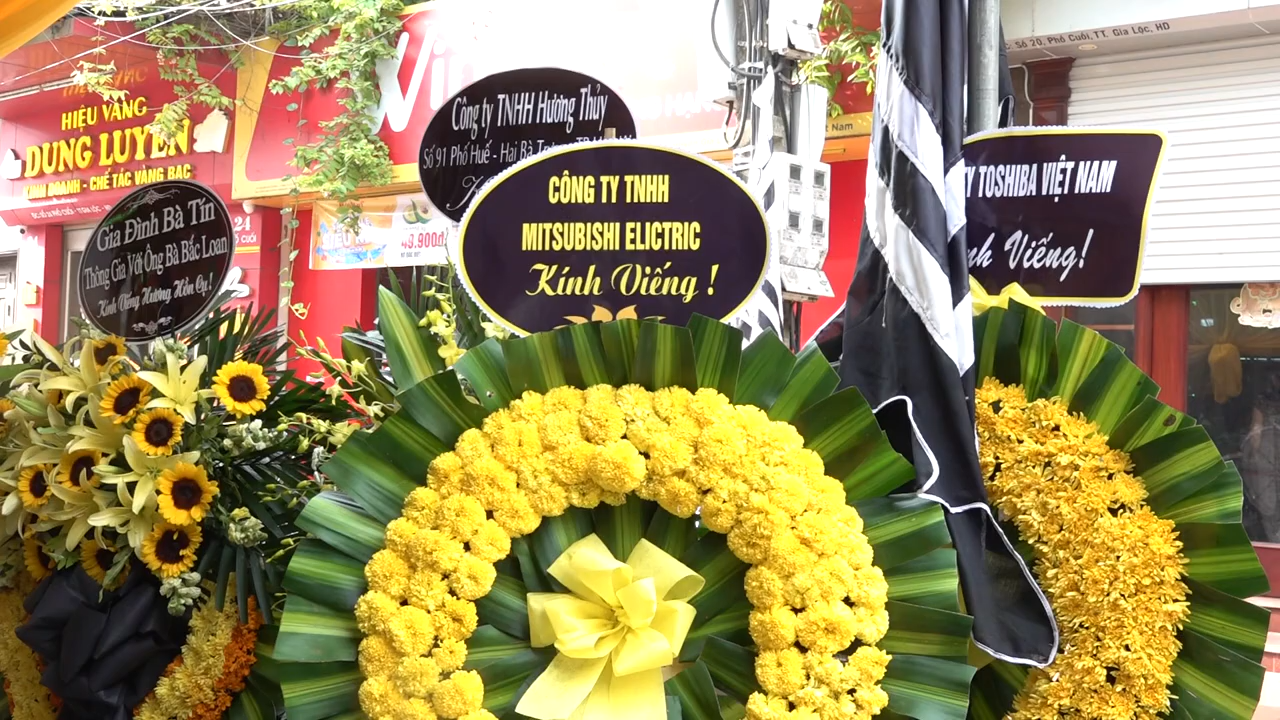 HIỆU VÀNG
DUNG LUYẾN
KINH DOANH - CHẾ TÁC VÀNG BẠC
24
Gia Đình Bà Tín
Thông Gia Với Ông Bà Bắc Loan
Kính Viếng Hương Hồn Cụ!
Wi
49.900đ
Công ty TNHH Hương Thủy
Số 91 Phố Huế - Hai Bà
CÔNG TY TNHH
MITSUBISHI ELICTRIC
Kính Viếng !
t Nam
Số 20, Phố Cuối, TT. Gia Lộc, HD
Y TOSHIBA VIỆT NAM
nh Viếng!